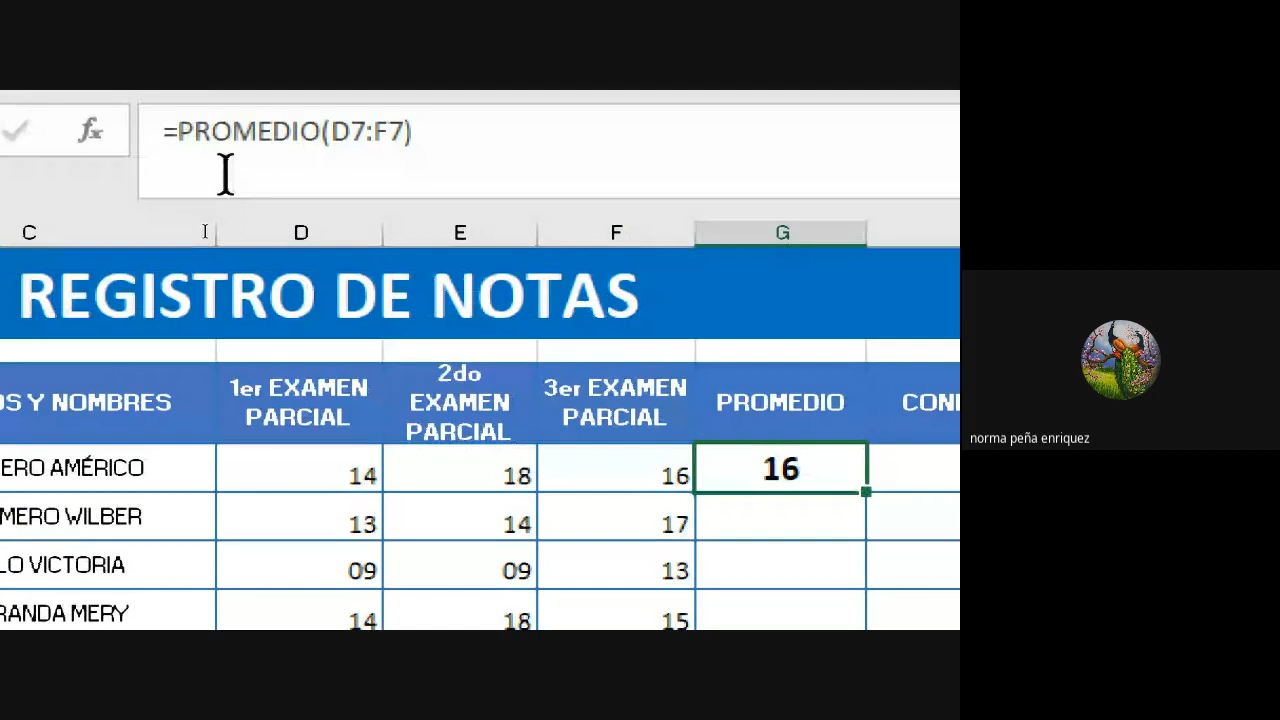 fx
=PROMEDIO(D7:F7)
C D E F G
REGISTRO DE NOTAS
1er EXAMEN PARCIAL
2do EXAMEN PARCIAL
3er EXAMEN PARCIAL
PROMEDIO
Y NOMBRES
ERO AMÉRICO 14 18 16 16
MERO WILBER 13 14 17
LO VICTORIA 09 09 13
RANDA MERY 14 18 15
norma peña enriquez